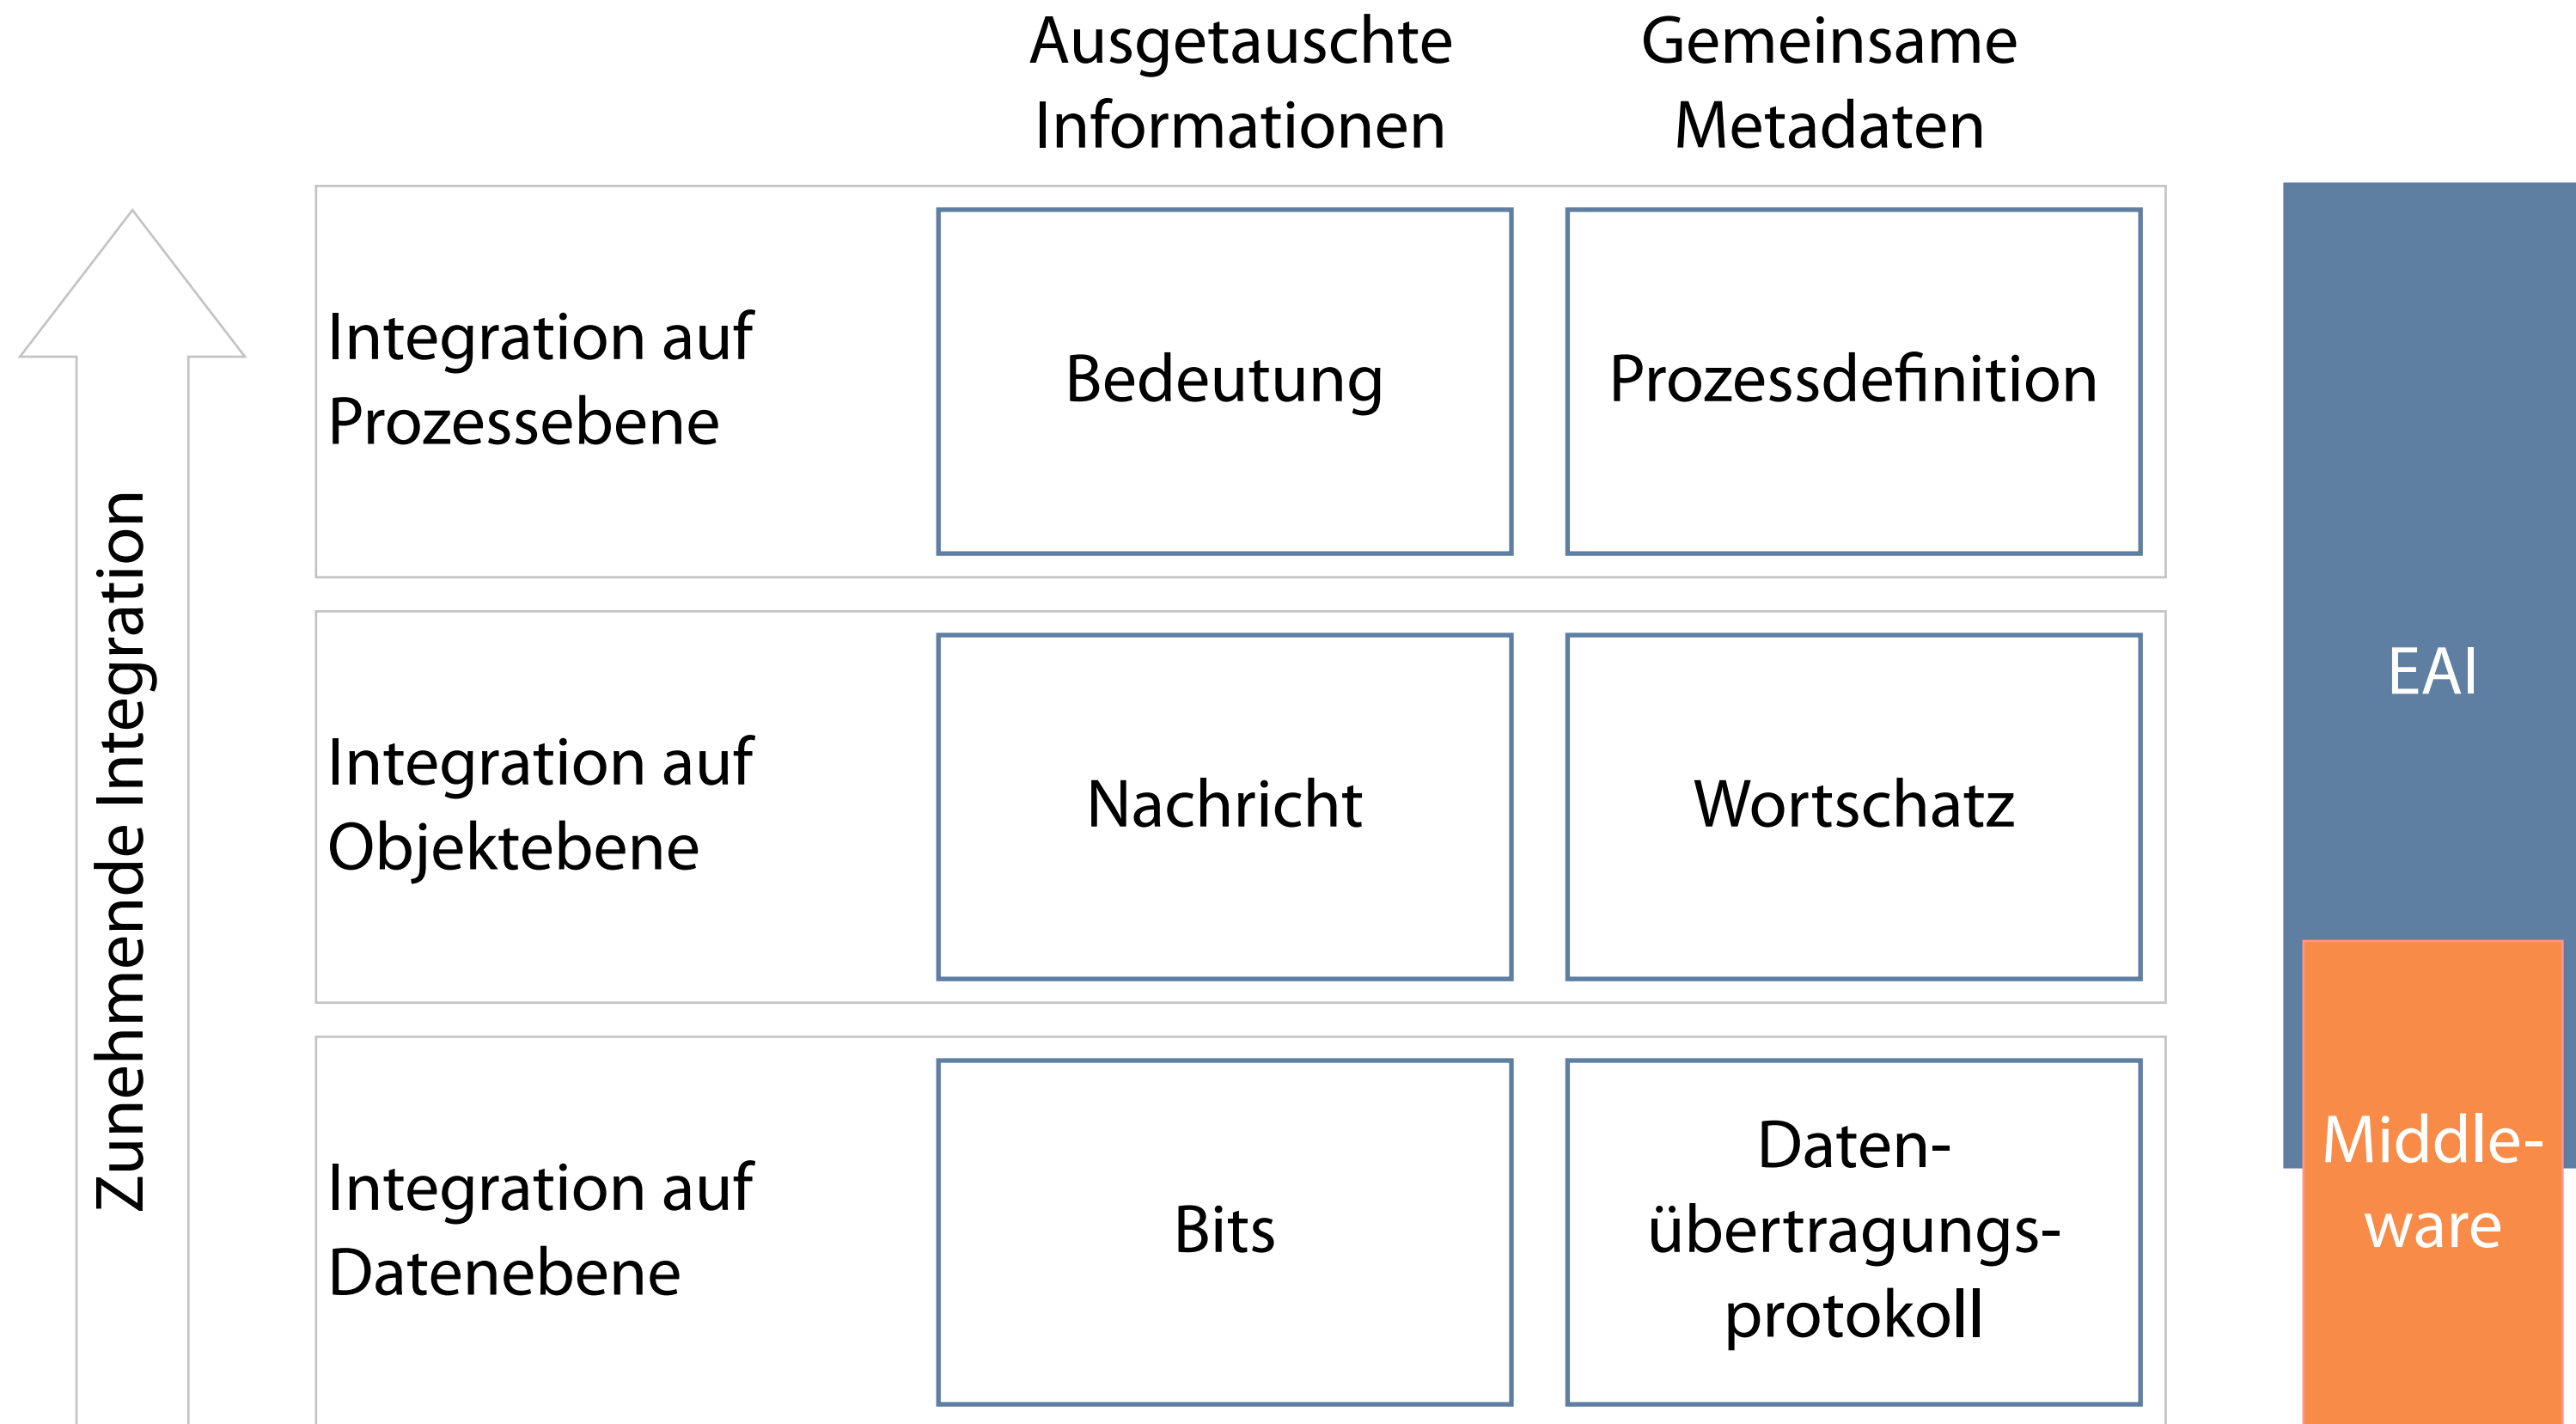 Ausgetauschte
Informationen
Gemeinsame
Metadaten
Zunehmende Integration
Integration auf
Prozessebene
Bedeutung
Prozessdefinition
Integration auf
Objektebene
Nachricht
Wortschatz
Integration auf
Datenebene
Bits
Daten-
übertragungs-
protokoll
EAI
Middle-
ware